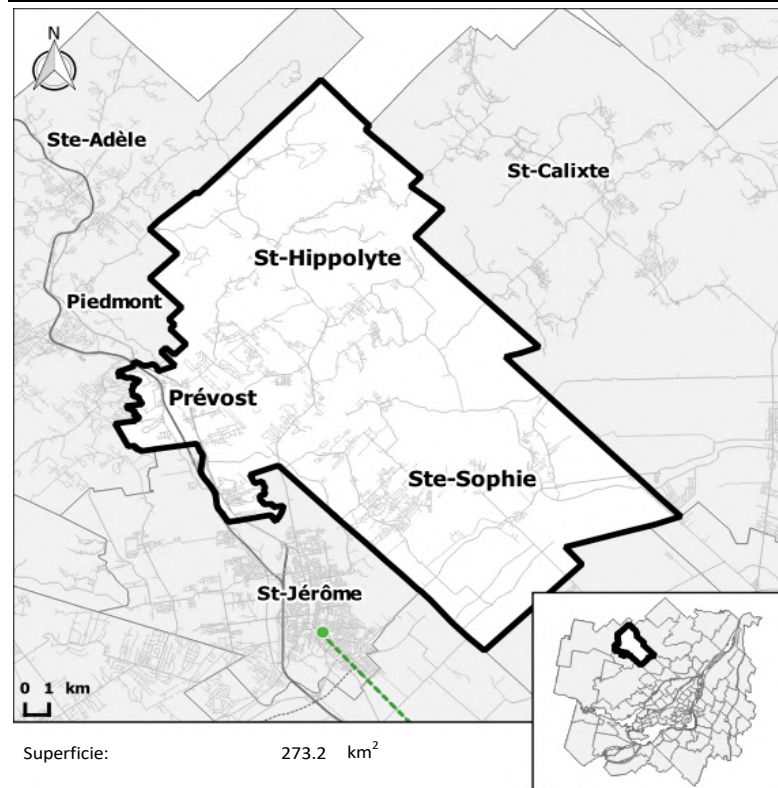 N
Ste-Adèle
St-Calixte
St-Hippolyte
Piedmont
Prévost
Ste-Sophie
St-Jérôme
0 1 km
Superficie: 273.2 km²